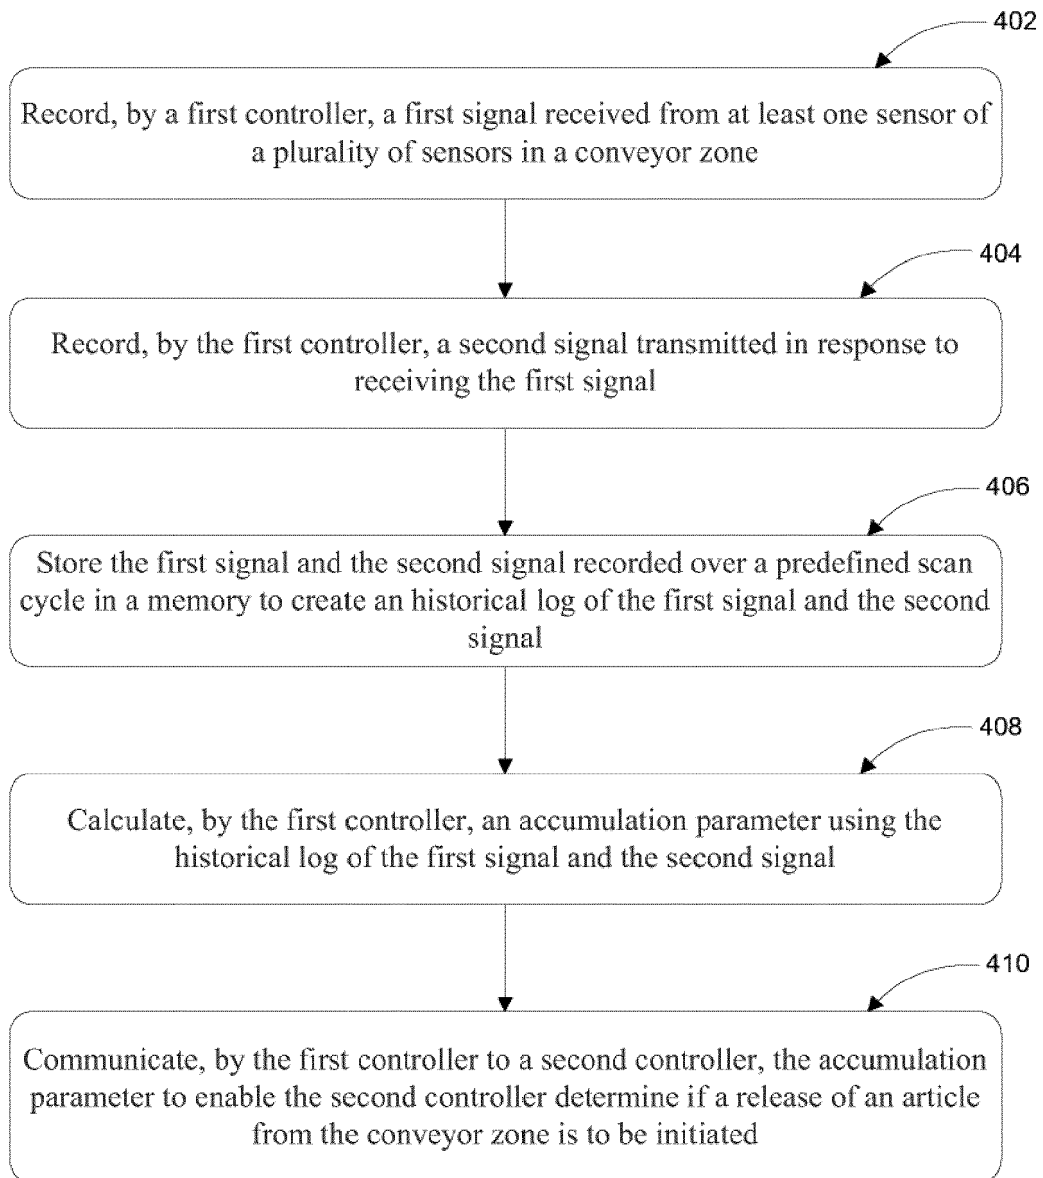 402
Record, by a first controller, a first signal received from at least one sensor of
a plurality of sensors in a conveyor zone
404
Record, by the first controller, a second signal transmitted in response to
receiving the first signal
406
Store the first signal and the second signal recorded over a predefined scan
cycle in a memory to create an historical log of the first signal and the second
signal
408
Calculate, by the first controller, an accumulation parameter using the
historical log of the first signal and the second signal
410
Communicate, by the first controller to a second controller, the accumulation
parameter to enable the second controller determine if a release of an article
from the conveyor zone is to be initiated